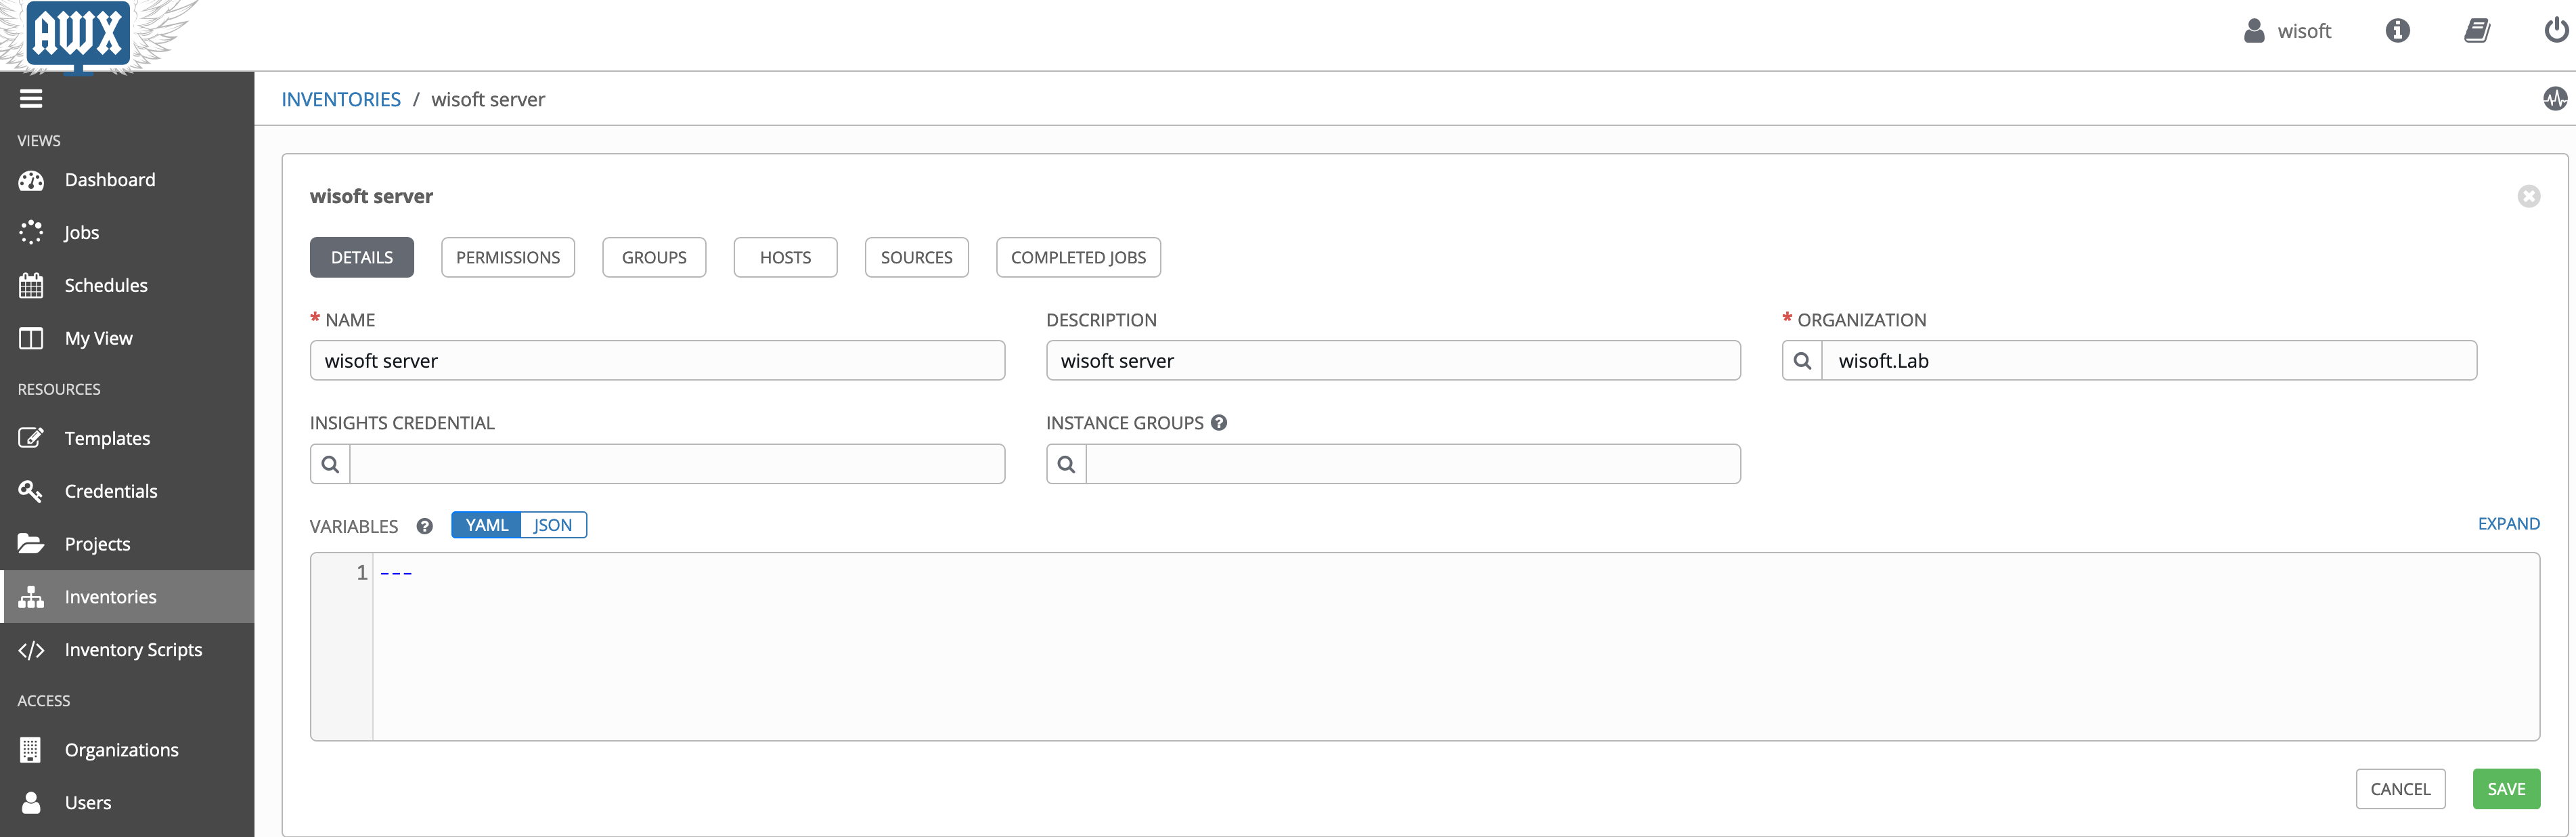 AWX
wisoft
INVENTORIES / wisoft server
VIEWS
Dashboard
Jobs
Schedules
My View
RESOURCES
Templates
Credentials
Projects
Inventories
Inventory Scripts
ACCESS
Organizations
Users
wisoft server
DETAILS PERMISSIONS GROUPS HOSTS SOURCES COMPLETED JOBS
* NAME DESCRIPTION * ORGANIZATION
wisoft server wisoft server wisoft.Lab
INSIGHTS CREDENTIAL INSTANCE GROUPS ?
VARIABLES ? YAML JSON EXPAND
1 ---
CANCEL SAVE